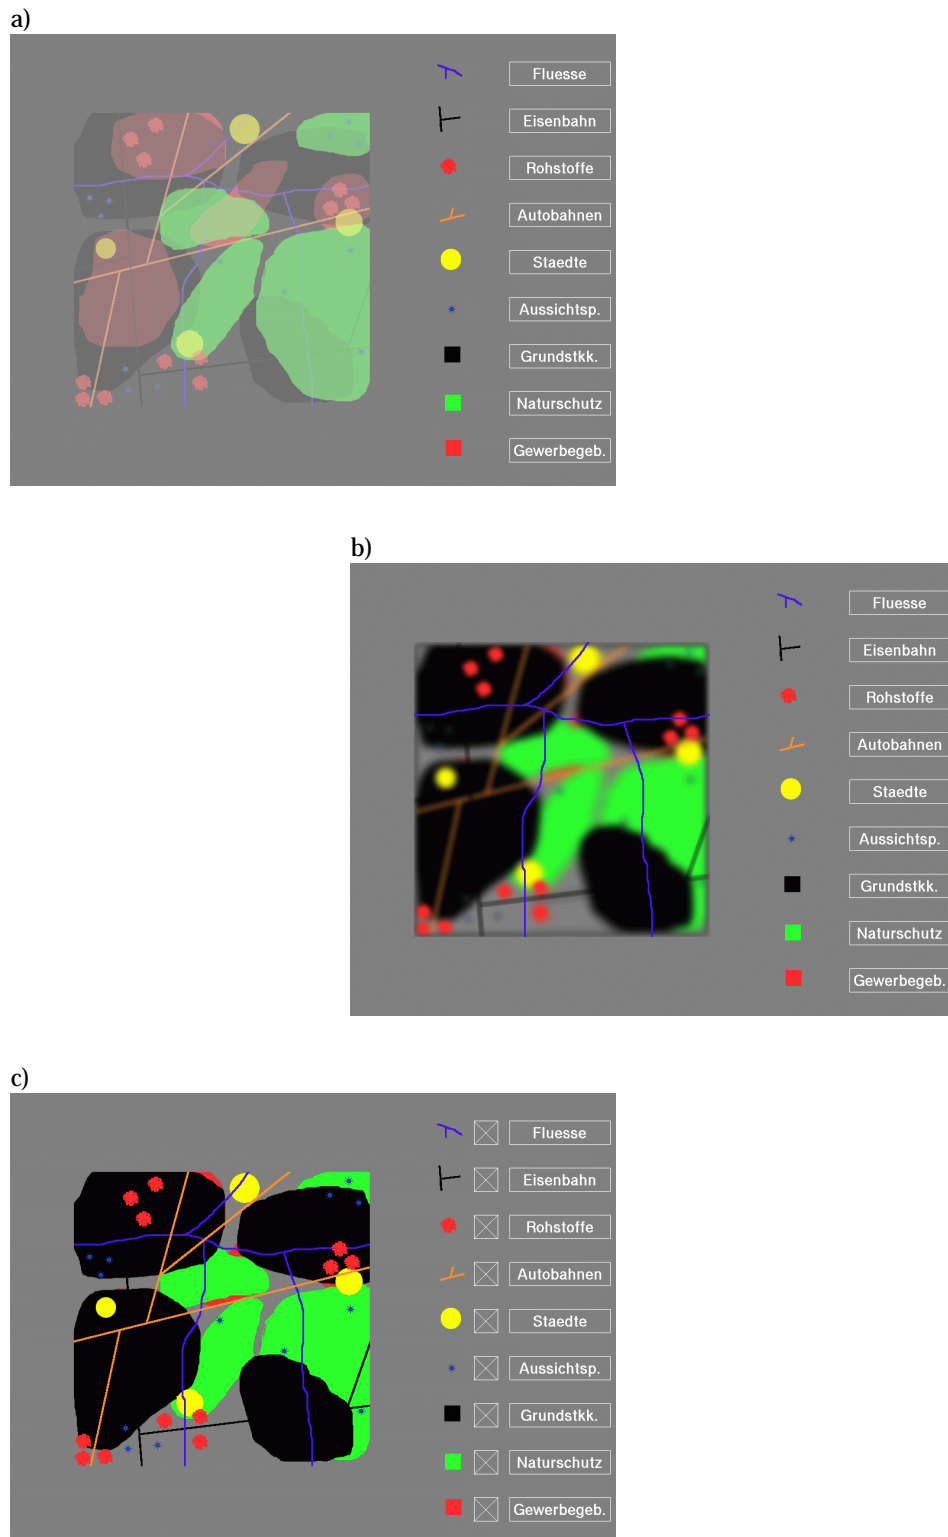 a)
Fluesse
Eisenbahn
Rohstoffe
Autobahnen
Staedte
Aussichtsp.
Grundstkk.
Naturschutz
Gewerbegeb.
b)
Fluesse
Eisenbahn
Rohstoffe
Autobahnen
Staedte
Aussichtsp.
Grundstkk.
Naturschutz
Gewerbegeb.
c)
Fluesse
Eisenbahn
Rohstoffe
Autobahnen
Staedte
Aussichtsp.
Grundstkk.
Naturschutz
Gewerbegeb.